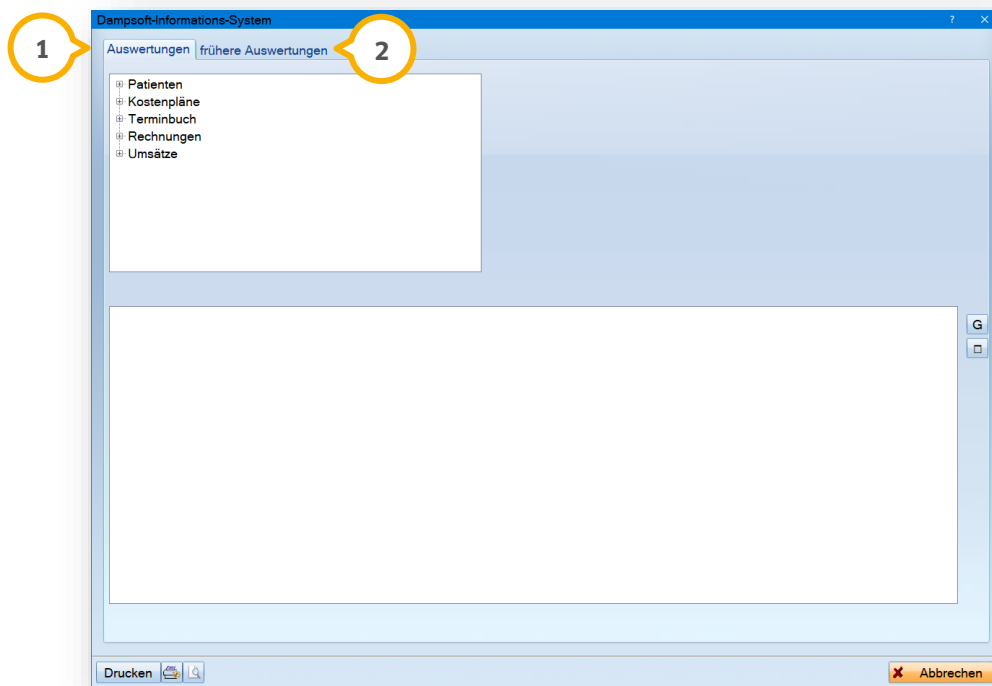 Dampsoft-Informations-System ? ×
1 Auswertungen frühere Auswertungen 2
Patienten
Kostenpläne
Terminbuch
Rechnungen
Umsätze
G
Drucken Abbrechen